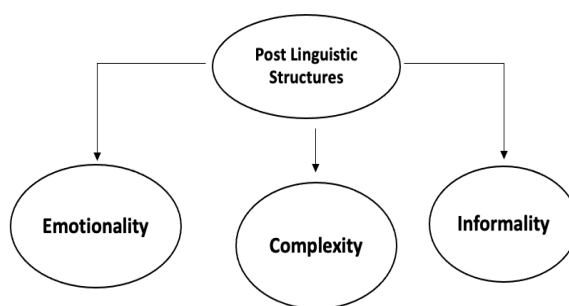 Post Linguistic
Structures
Emotionality
Complexity
Informality